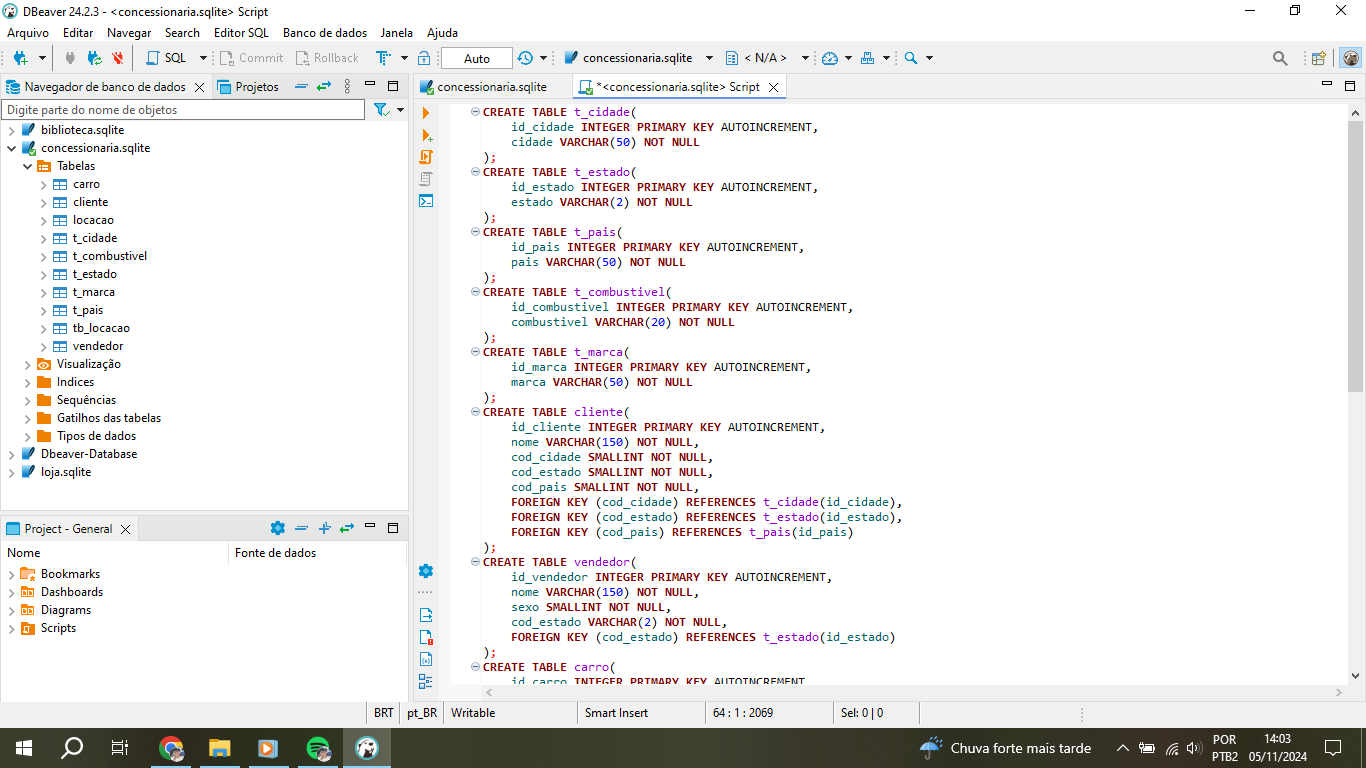 DBeaver 24.2.3 - <concessionaria.sqlite> Script
Arquivo Editar Navegar Search Editor SQL Banco de dados Janela Ajuda
SQL Commit Rollback Auto concessionaria.sqlite < N/A >
Navegador de banco de dados Projetos
Digite parte do nome de objetos
biblioteca.sqlite
concessionaria.sqlite
Tabelas
carro
cliente
locacao
t_cidade
t_combustivel
t_estado
t_marca
t_pais
tb_locacao
vendedor
Visualização
Indices
Sequências
Gatilhos das tabelas
Tipos de dados
Dbeaver-Database
loja.sqlite
Project - General
Nome Fonte de dados
Bookmarks
Dashboards
Diagrams
Scripts
concessionaria.sqlite *<concessionaria.sqlite> Script
CREATE TABLE t_cidade(
id_cidade INTEGER PRIMARY KEY AUTOINCREMENT,
cidade VARCHAR(50) NOT NULL
);
CREATE TABLE t_estado(
id_estado INTEGER PRIMARY KEY AUTOINCREMENT,
estado VARCHAR(2) NOT NULL
);
CREATE TABLE t_pais(
id_pais INTEGER PRIMARY KEY AUTOINCREMENT,
pais VARCHAR(50) NOT NULL
);
CREATE TABLE t_combustivel(
id_combustivel INTEGER PRIMARY KEY AUTOINCREMENT,
combustivel VARCHAR(20) NOT NULL
);
CREATE TABLE t_marca(
id_marca INTEGER PRIMARY KEY AUTOINCREMENT,
marca VARCHAR(50) NOT NULL
);
CREATE TABLE cliente(
id_cliente INTEGER PRIMARY KEY AUTOINCREMENT,
nome VARCHAR(150) NOT NULL,
cod_cidade SMALLINT NOT NULL,
cod_estado SMALLINT NOT NULL,
cod_pais SMALLINT NOT NULL,
FOREIGN KEY (cod_cidade) REFERENCES t_cidade(id_cidade),
FOREIGN KEY (cod_estado) REFERENCES t_estado(id_estado),
FOREIGN KEY (cod_pais) REFERENCES t_pais(id_pais)
);
CREATE TABLE vendedor(
id_vendedor INTEGER PRIMARY KEY AUTOINCREMENT,
nome VARCHAR(150) NOT NULL,
sexo SMALLINT NOT NULL,
cod_estado VARCHAR(2) NOT NULL,
FOREIGN KEY (cod_estado) REFERENCES t_estado(id_estado)
);
CREATE TABLE carro(
id_carro INTEGER PRIMARY KEY AUTOINCREMENT,
BRT pt_BR Writable Smart Insert 64 : 1 : 2069 Sel: 0 | 0
Chuva forte mais tarde
POR
PTB2
14:03
05/11/2024